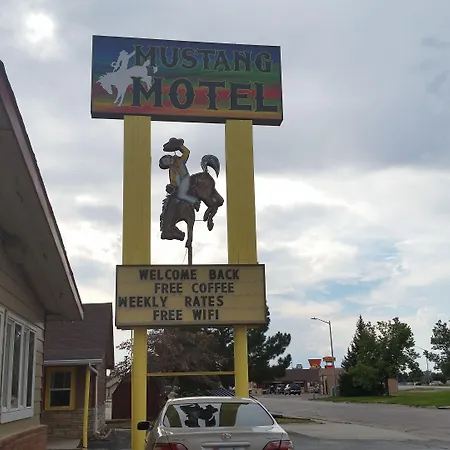 MUSTANG
MOTEL
WELCOME BACK
FREE COFFEE
WEEKLY RATES
FREE WIFI